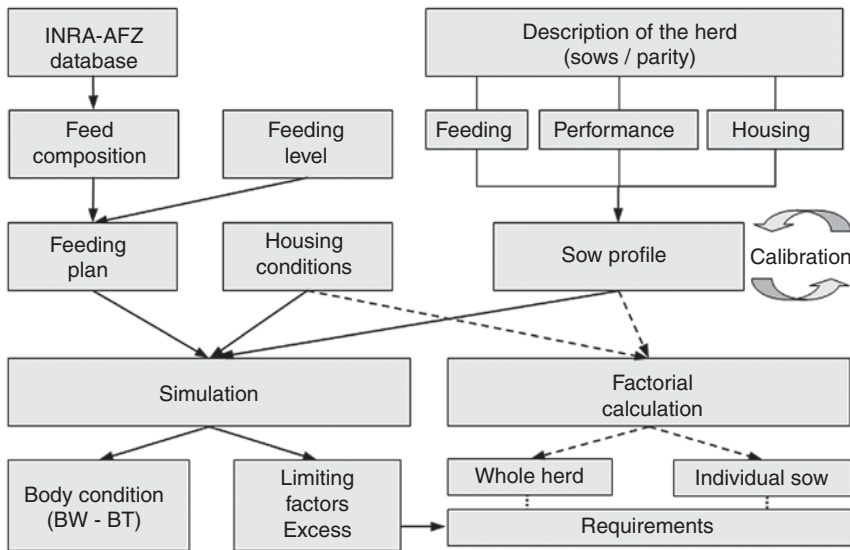 INRA-AFZ
database
Description of the herd
(sows / parity)
Feed
composition
Feeding
level
Feeding
Performance
Housing
Feeding
plan
Housing
conditions
Sow profile
Calibration
Simulation
Factorial
calculation
Body condition
(BW - BT)
Limiting
factors
Excess
Whole herd
Individual sow
Requirements